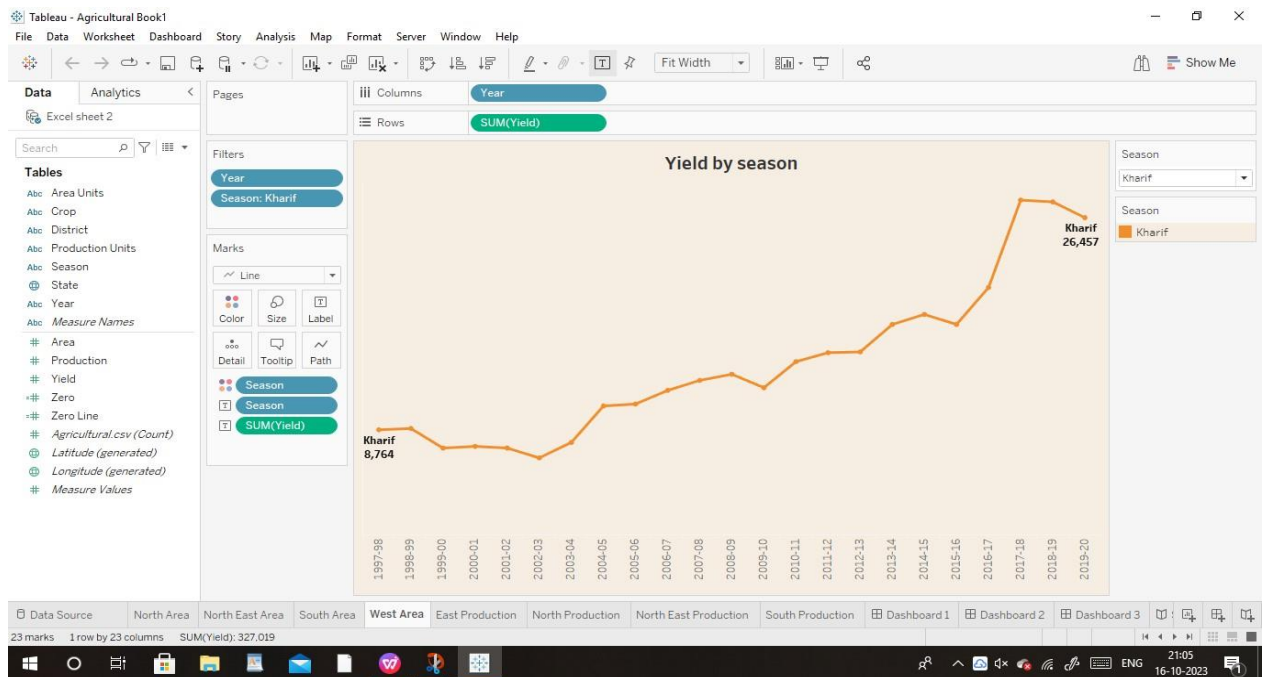 Tableau - Agricultural Book1
File Data Worksheet Dashboard Story Analysis Map Format Server Window Help
Fit Width
Show Me
Data Analytics
Excel sheet 2
Search
Tables
Abc Area Units
Abc Crop
Abc District
Abc Production Units
Abc Season
State
Abc Year
Abc Measure Names
# Area
# Production
# Yield
=# Zero
=# Zero Line
# Agricultural.csv (Count)
Latitude (generated)
Longitude (generated)
# Measure Values
Pages
Filters
Year
Season: Kharif
Marks
Line
Color Size Label
Detail Tooltip Path
Season
Season
SUM(Yield)
Columns Year
Rows SUM(Yield)
Yield by season
Kharif
8,764
Kharif
26,457
1997-98
1998-99
1999-00
2000-01
2001-02
2002-03
2003-04
2004-05
2005-06
2006-07
2007-08
2008-09
2009-10
2010-11
2011-12
2012-13
2013-14
2014-15
2015-16
2016-17
2017-18
2018-19
2019-20
Season
Kharif
Season
Kharif
Data Source North Area North East Area South Area West Area East Production North Production North East Production South Production Dashboard 1 Dashboard 2 Dashboard 3
23 marks 1 row by 23 columns SUM(Yield): 327,019
ENG
21:05
16-10-2023